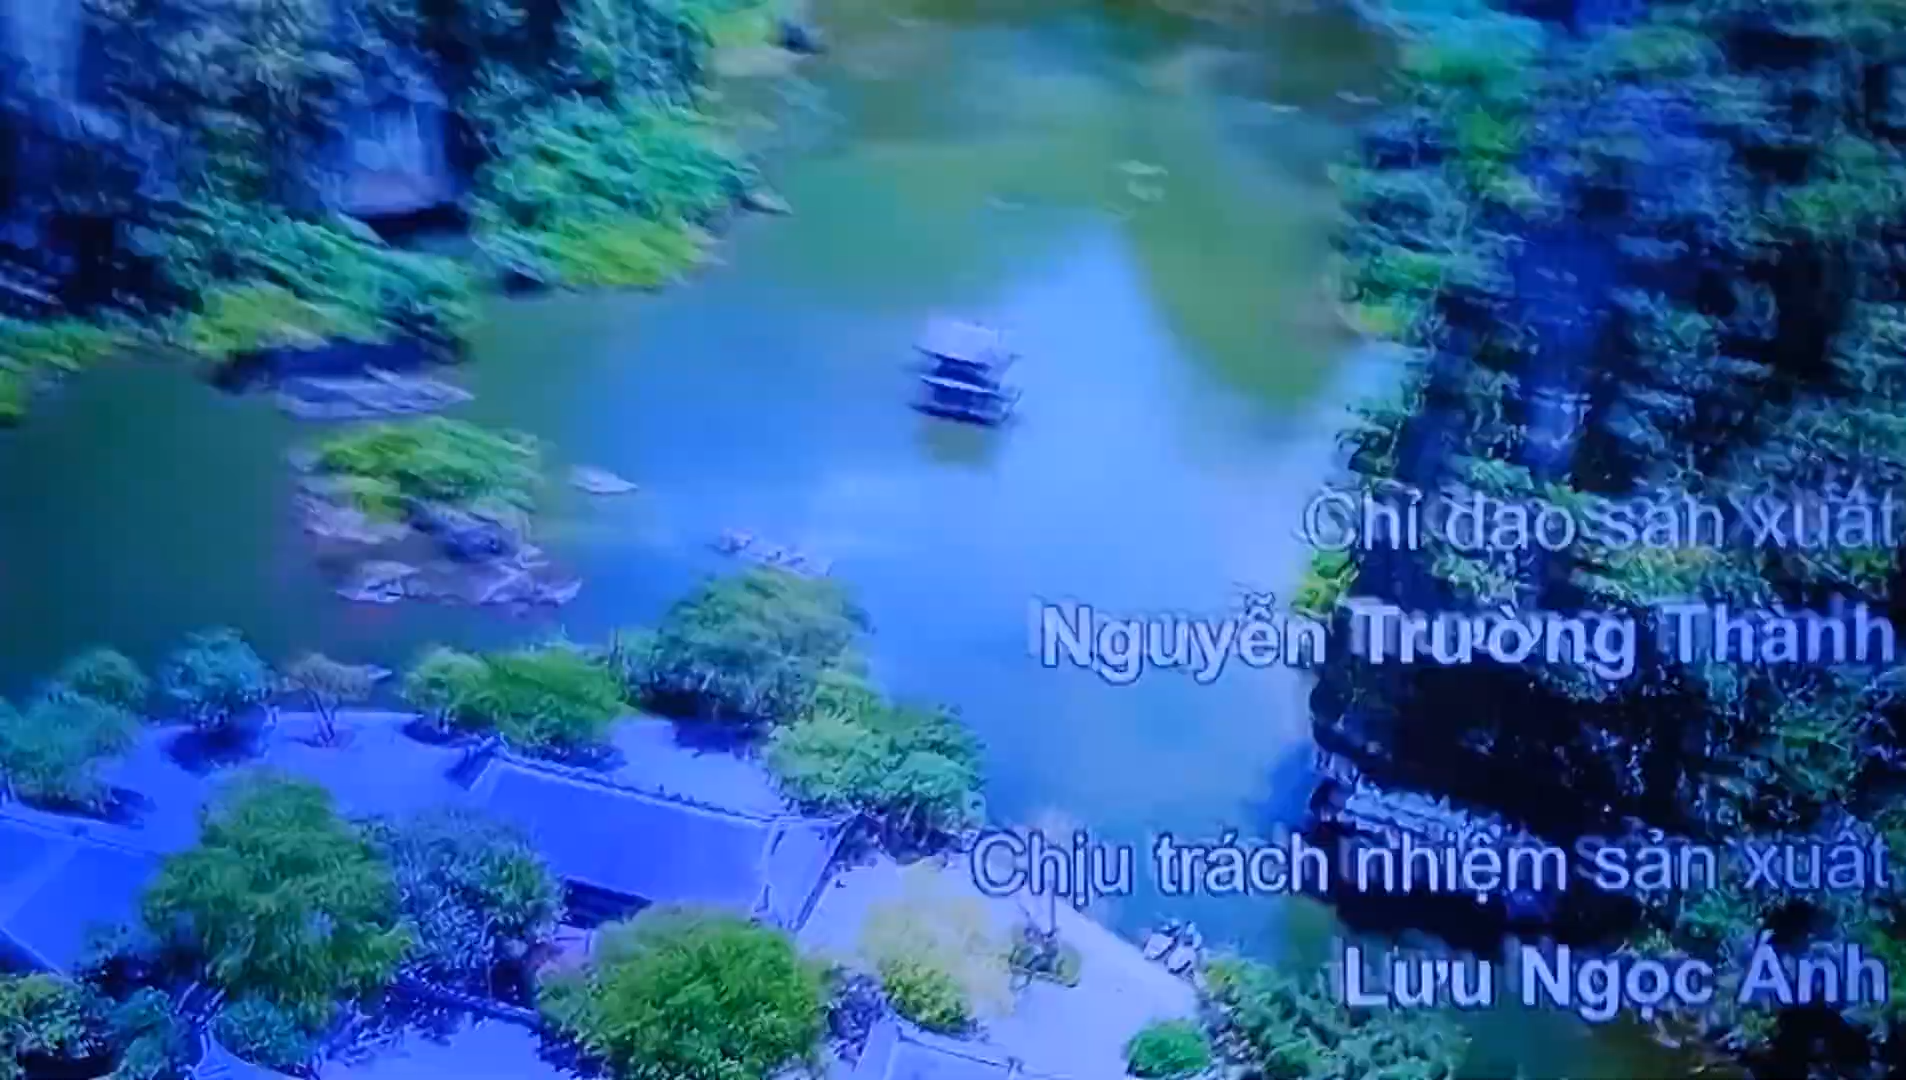 Chỉ đạo sản xuất
Nguyễn Trường Thành
Chịu trách nhiệm sản xuất
Lưu Ngọc Ánh